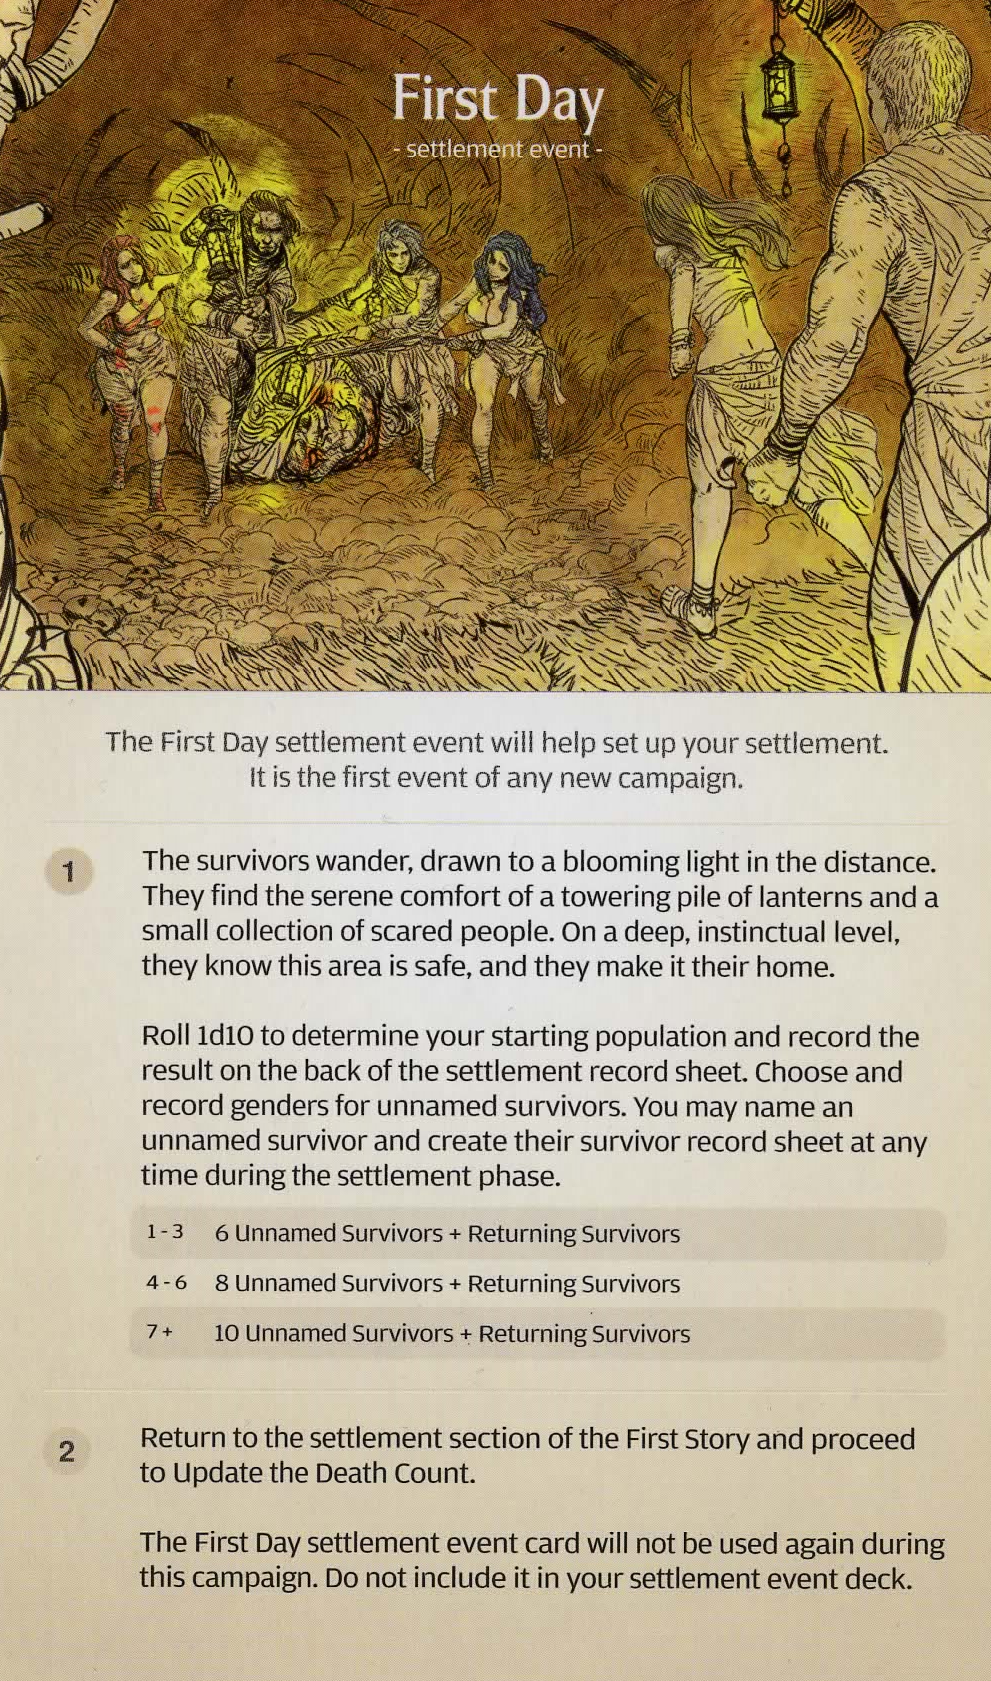 First Day
- settlement event -
The First Day settlement event will help set up your settlement.
It is the first event of any new campaign.
1
The survivors wander, drawn to a blooming light in the distance.
They find the serene comfort of a towering pile of lanterns and a
small collection of scared people. On a deep, instinctual level,
they know this area is safe, and they make it their home.
Roll 1d10 to determine your starting population and record the
result on the back of the settlement record sheet. Choose and
record genders for unnamed survivors. You may name an
unnamed survivor and create their survivor record sheet at any
time during the settlement phase.
1 - 3 6 Unnamed Survivors + Returning Survivors
4 - 6 8 Unnamed Survivors + Returning Survivors
7 + 10 Unnamed Survivors + Returning Survivors
2
Return to the settlement section of the First Story and proceed
to Update the Death Count.
The First Day settlement event card will not be used again during
this campaign. Do not include it in your settlement event deck.